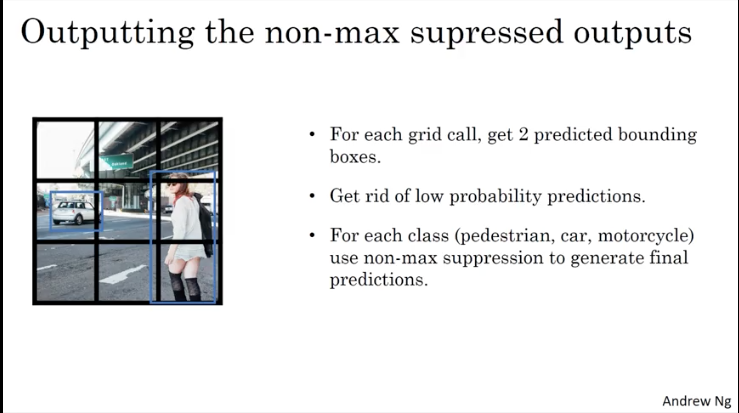 Outputting the non-max supressed outputs
• For each grid call, get 2 predicted bounding
boxes.
• Get rid of low probability predictions.
• For each class (pedestrian, car, motorcycle)
use non-max suppression to generate final
predictions.
Andrew Ng